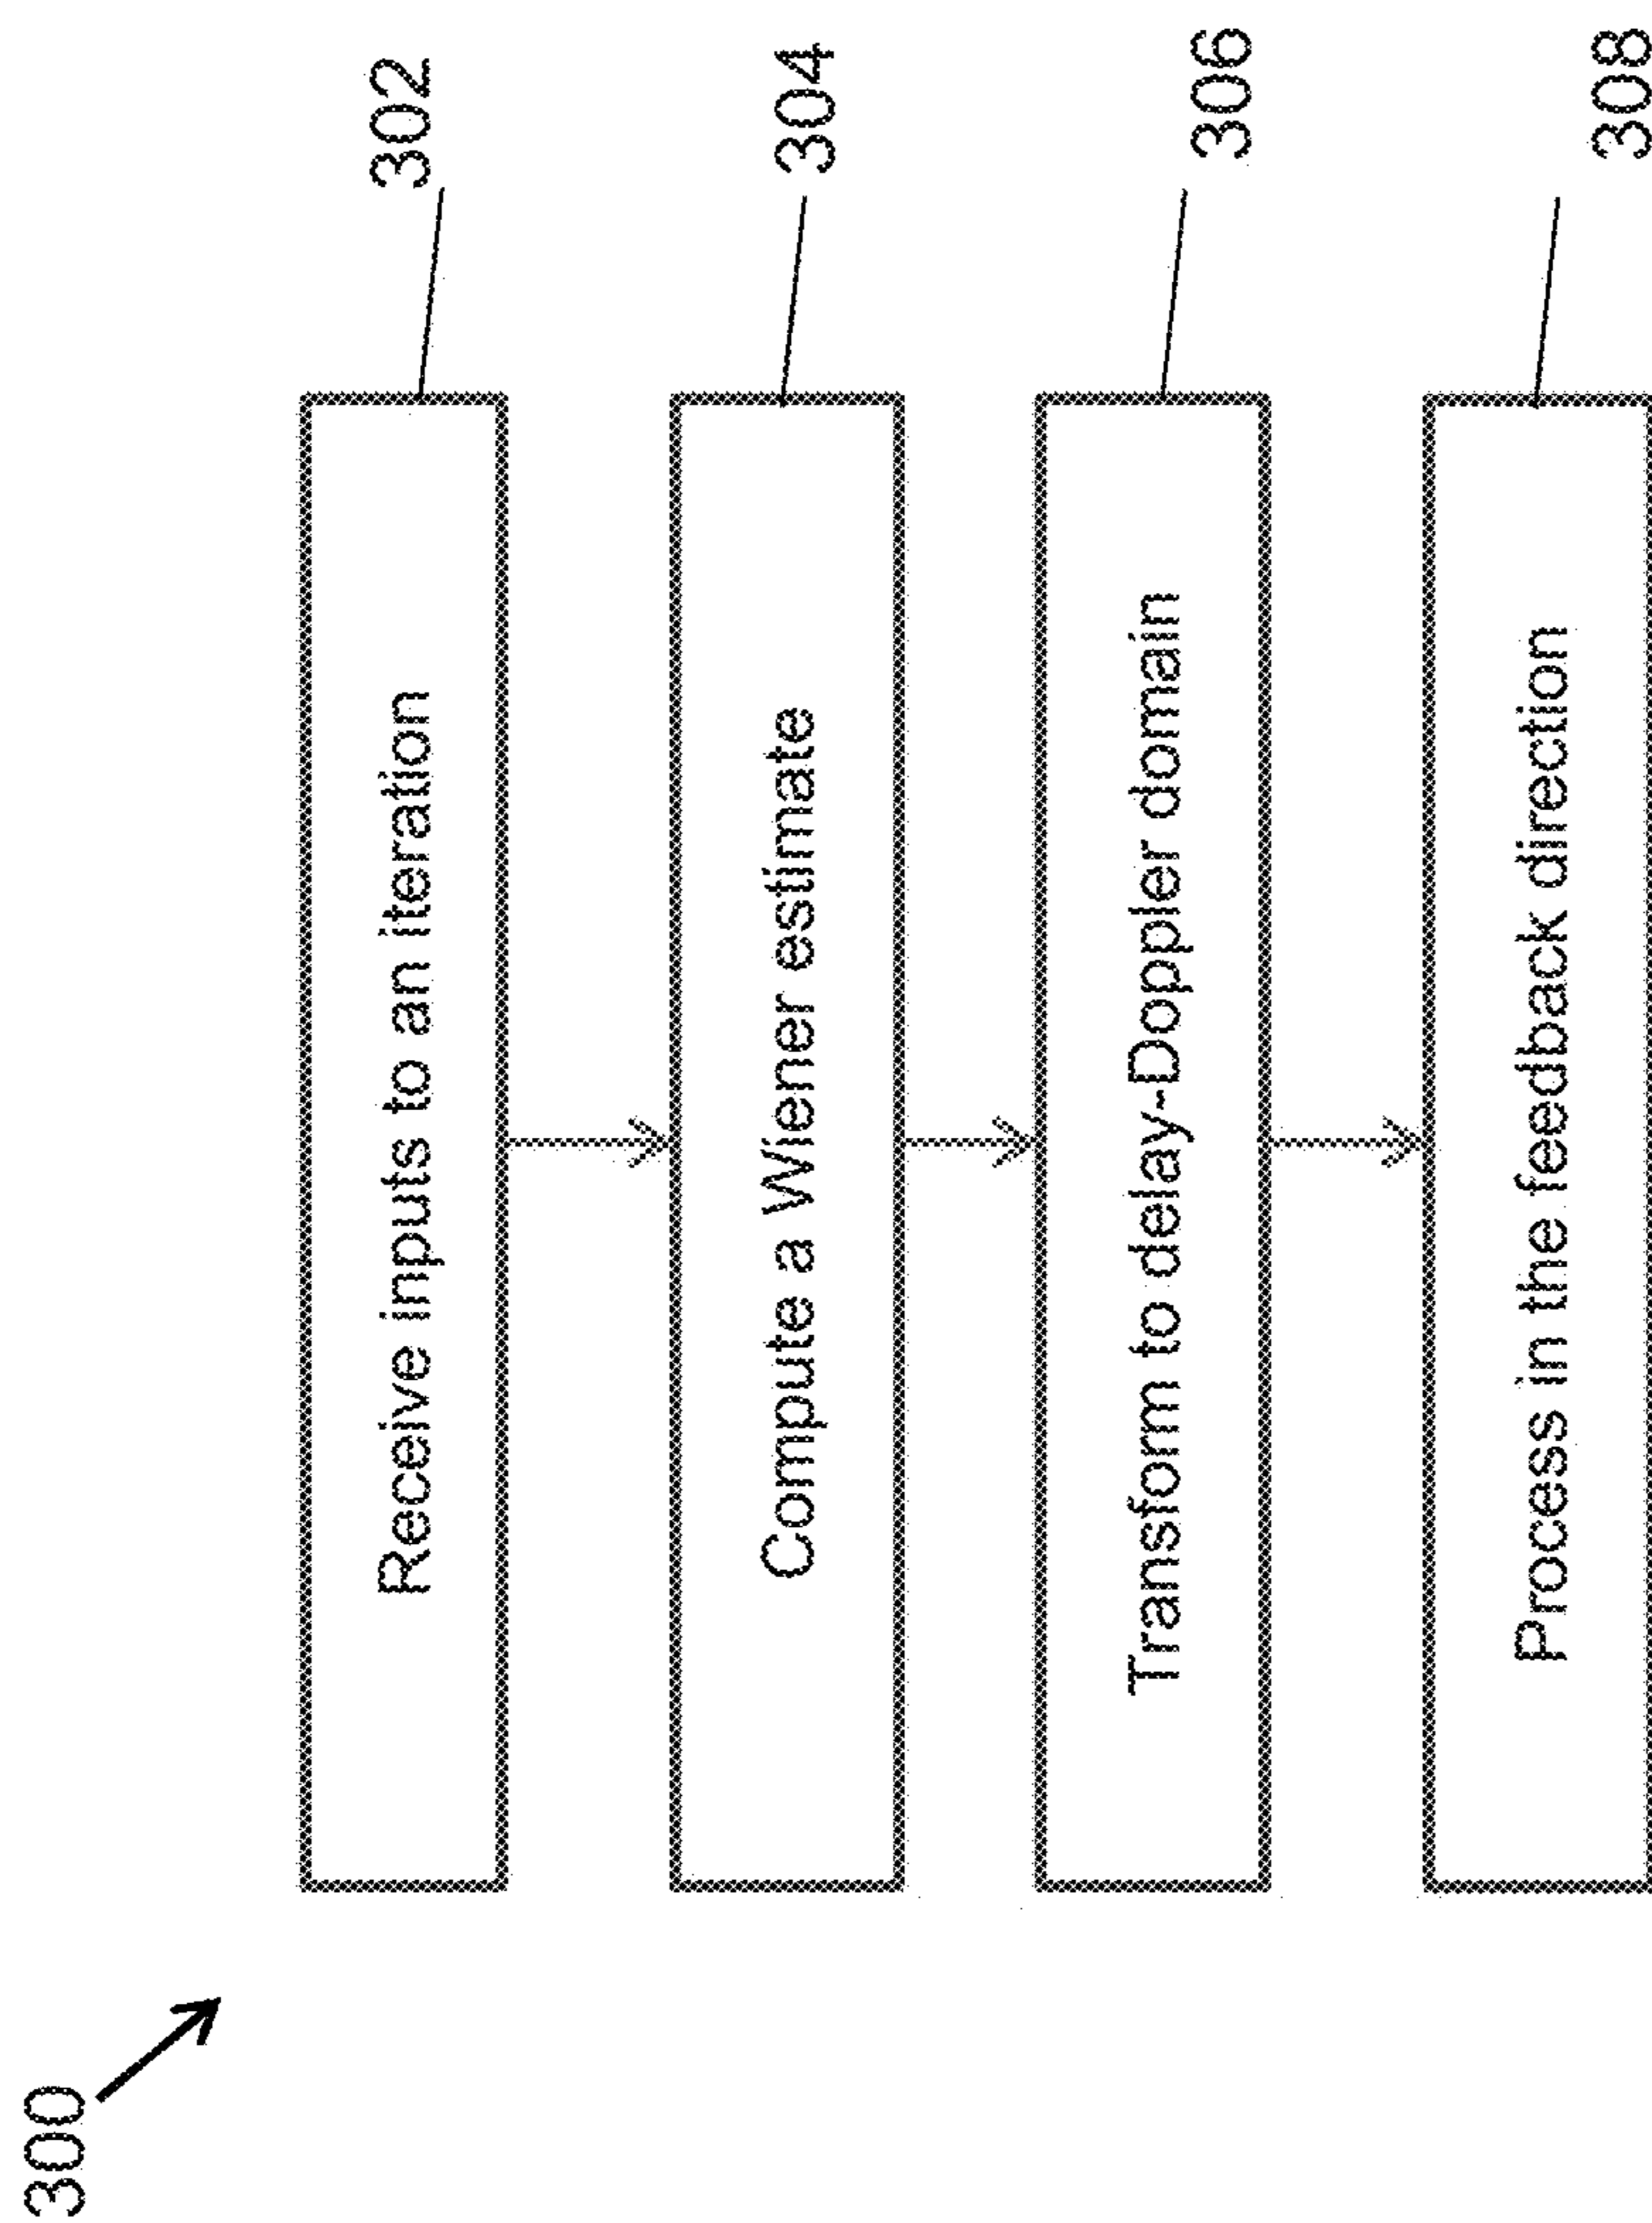 300
Receive inputs to an iteration
302
Compute a Wiener estimate
304
Transform to delay-Doppler domain
306
Process in the feedback direction
308